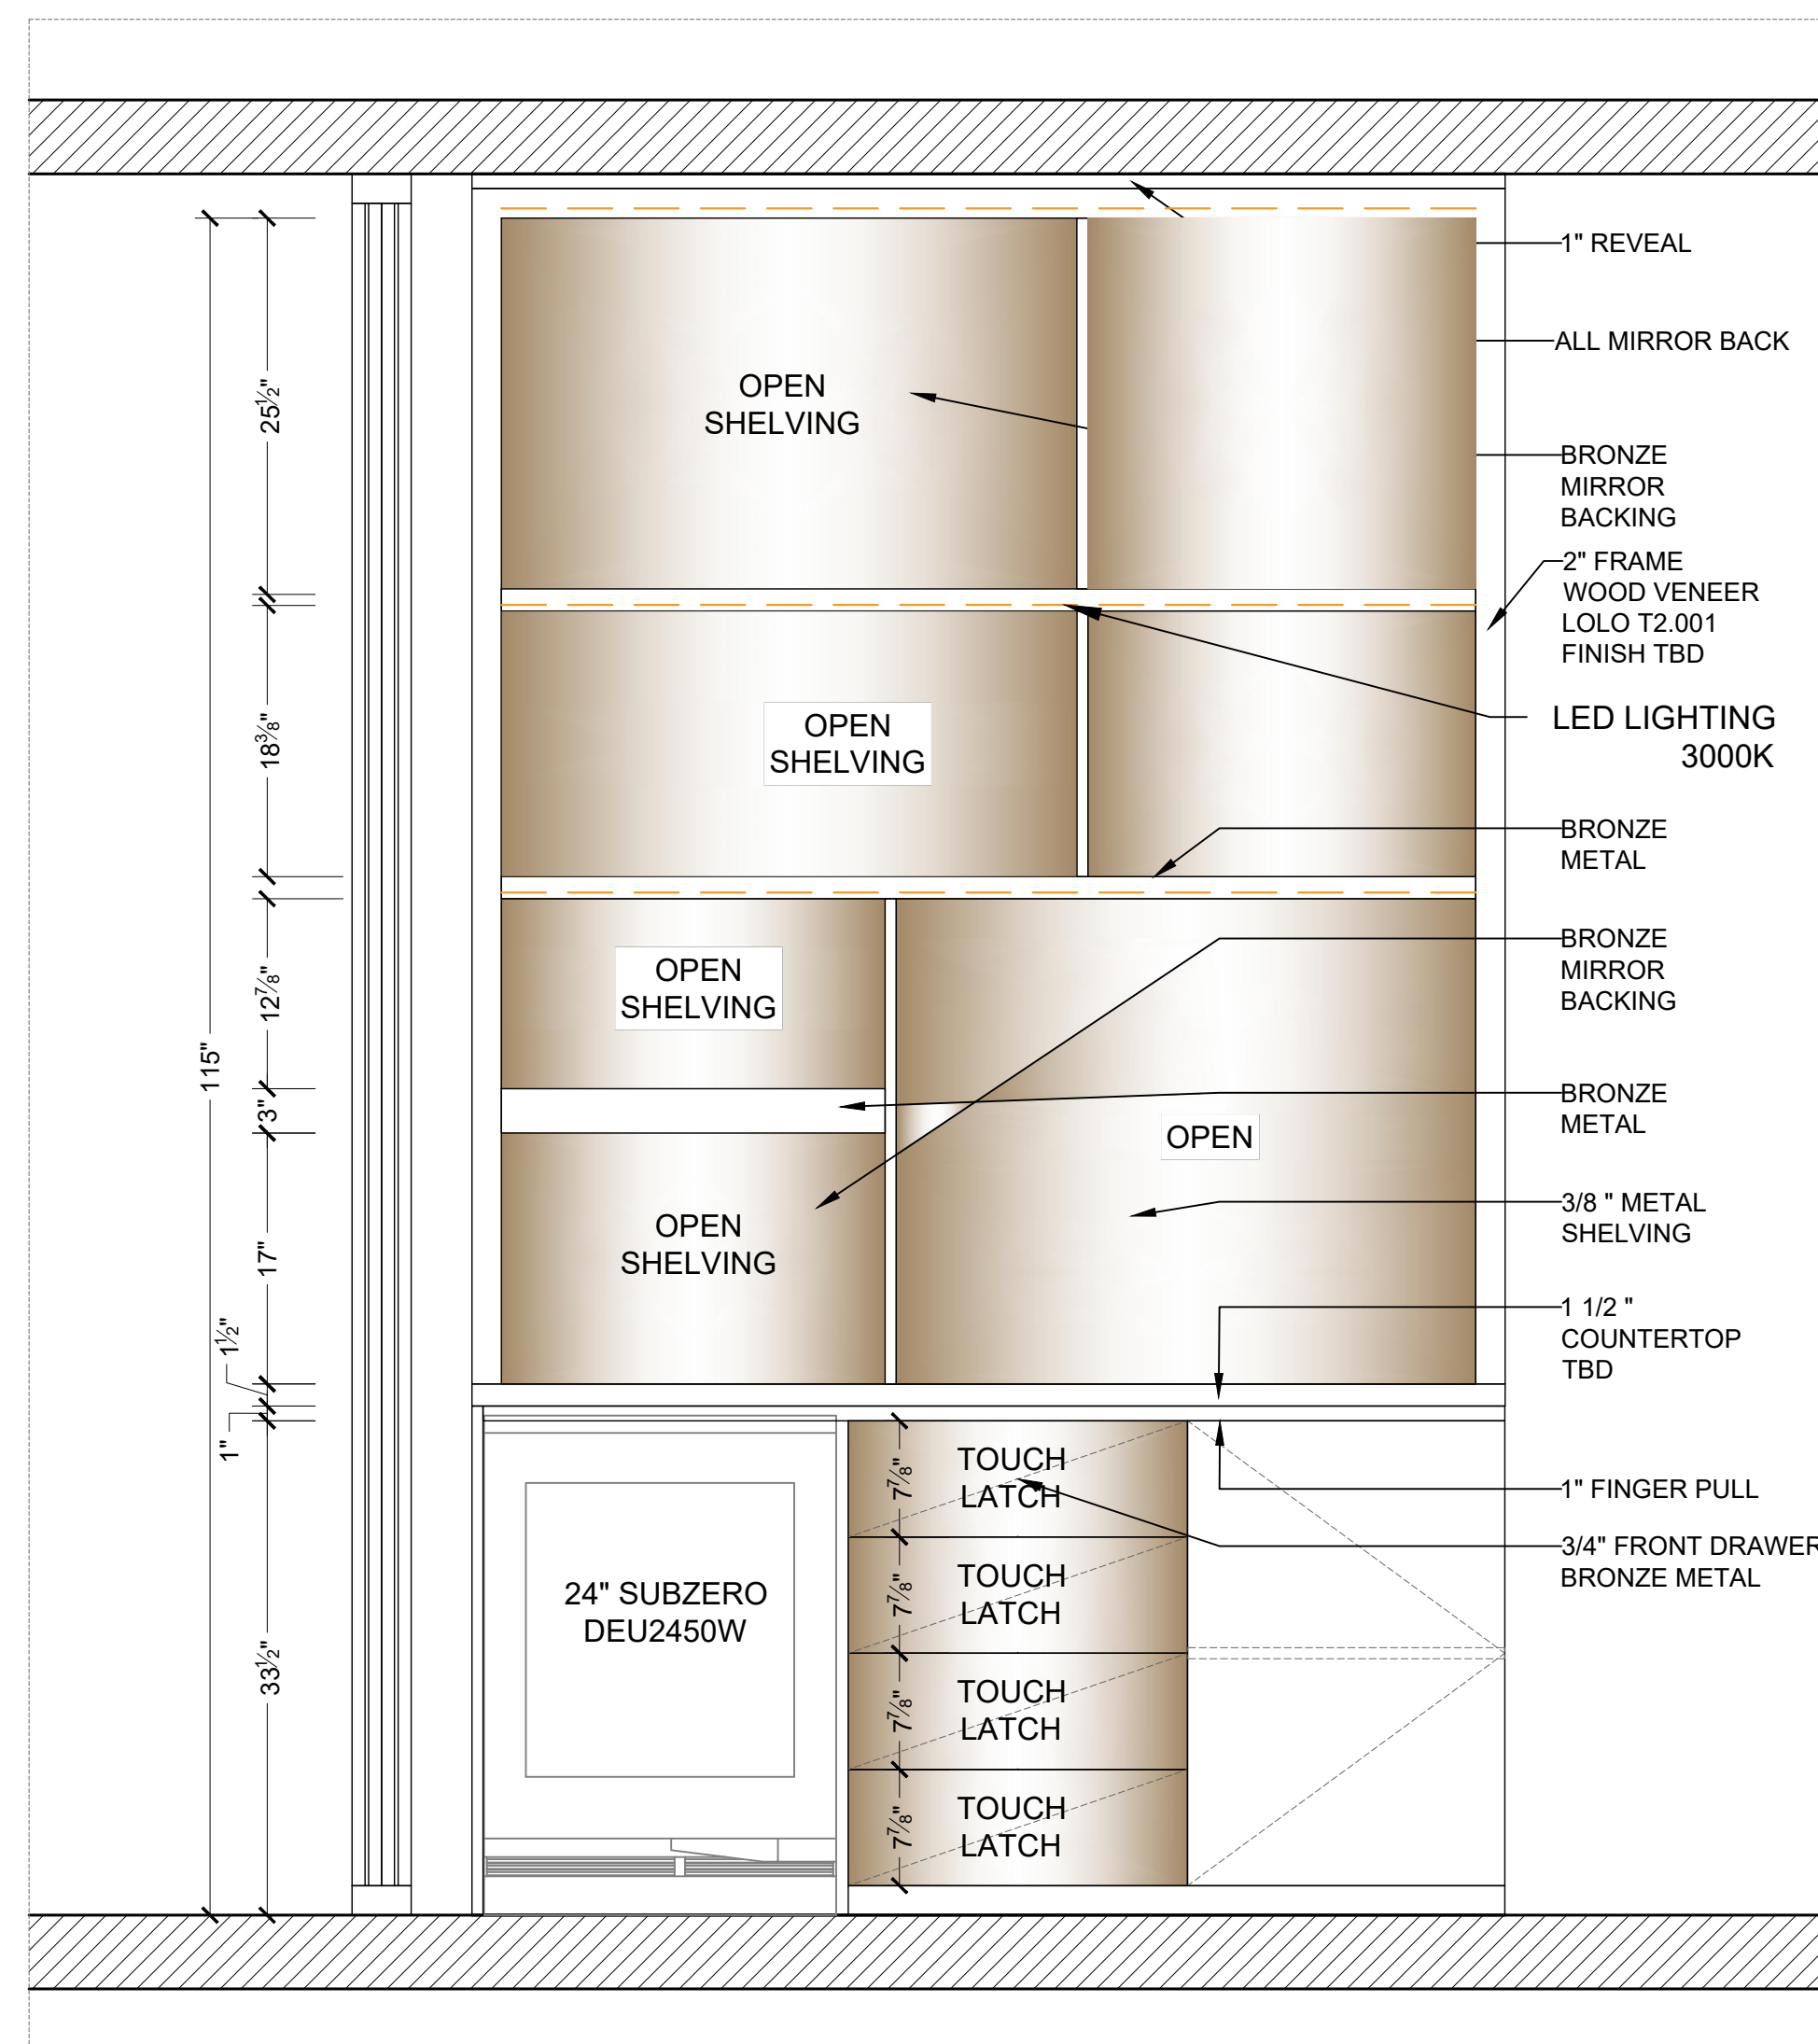 1" REVEAL
ALL MIRROR BACK
BRONZE
MIRROR
BACKING
2" FRAME
WOOD VENEER
LOLO T2.001
FINISH TBD
LED LIGHTING
3000K
BRONZE
METAL
BRONZE
MIRROR
BACKING
BRONZE
METAL
3/8 " METAL
SHELVING
1 1/2 "
COUNTERTOP
TBD
1" FINGER PULL
3/4" FRONT DRAWER
BRONZE METAL
OPEN
SHELVING
OPEN
SHELVING
OPEN
SHELVING
OPEN
OPEN
SHELVING
24" SUBZERO
DEU2450W
TOUCH
LATCH
TOUCH
LATCH
TOUCH
LATCH
TOUCH
LATCH
7⅞"
7⅞"
7⅞"
7⅞"
115"
25½"
18⅜"
12⅞"
3"
17"
1½"
1"
33½"